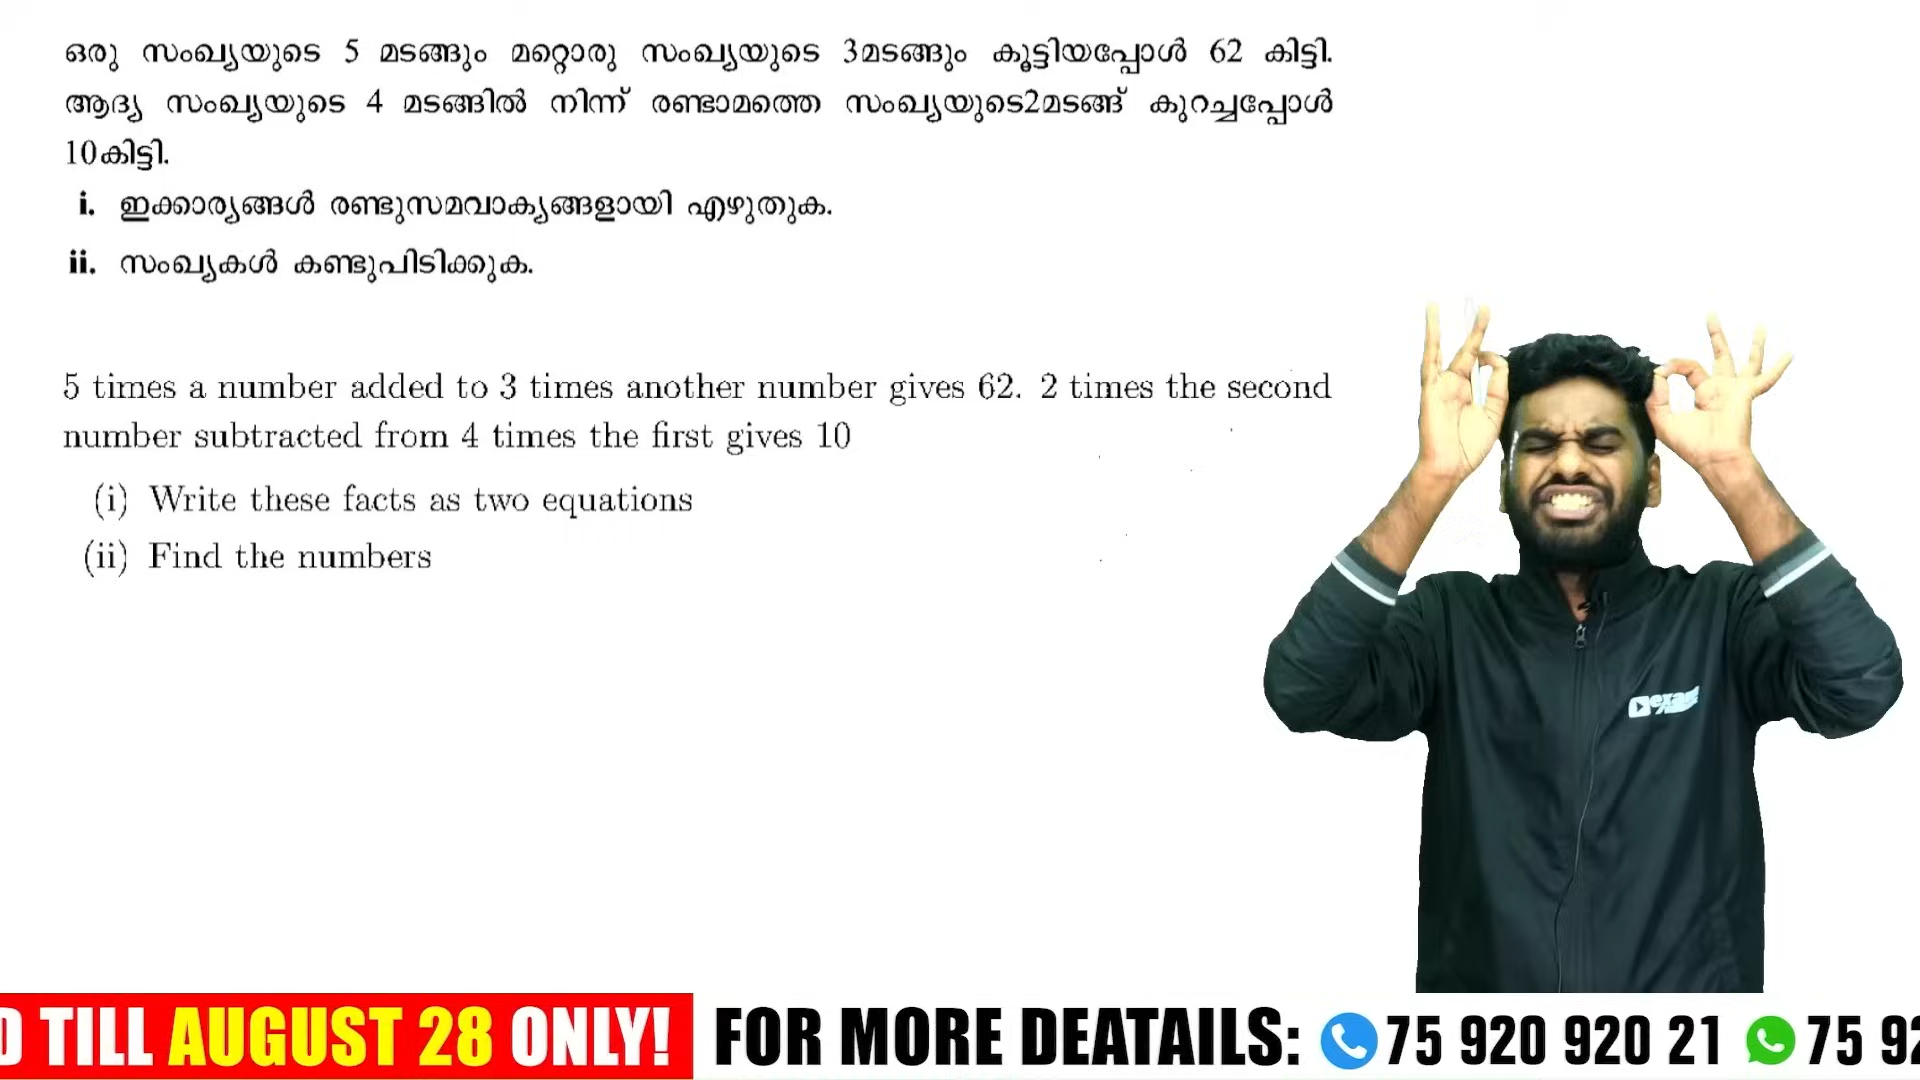 ഒരു സംഖ്യയുടെ 5 മടങ്ങും മറ്റൊരു സംഖ്യയുടെ 3മടങ്ങും കൂട്ടിയപ്പോൾ 62 കിട്ടി.
ആദ്യ സംഖ്യയുടെ 4 മടങ്ങിൽ നിന്ന് രണ്ടാമത്തെ സംഖ്യയുടെ2മടങ്ങ് കുറച്ചപ്പോൾ
10കിട്ടി.
i. ഇക്കാര്യങ്ങൾ രണ്ടുസമവാക്യങ്ങളായി എഴുതുക.
ii. സംഖ്യകൾ കണ്ടുപിടിക്കുക.
5 times a number added to 3 times another number gives 62. 2 times the second
number subtracted from 4 times the first gives 10
(i) Write these facts as two equations
(ii) Find the numbers
TILL AUGUST 28 ONLY! FOR MORE DEATAILS: 75 920 920 21 75 92